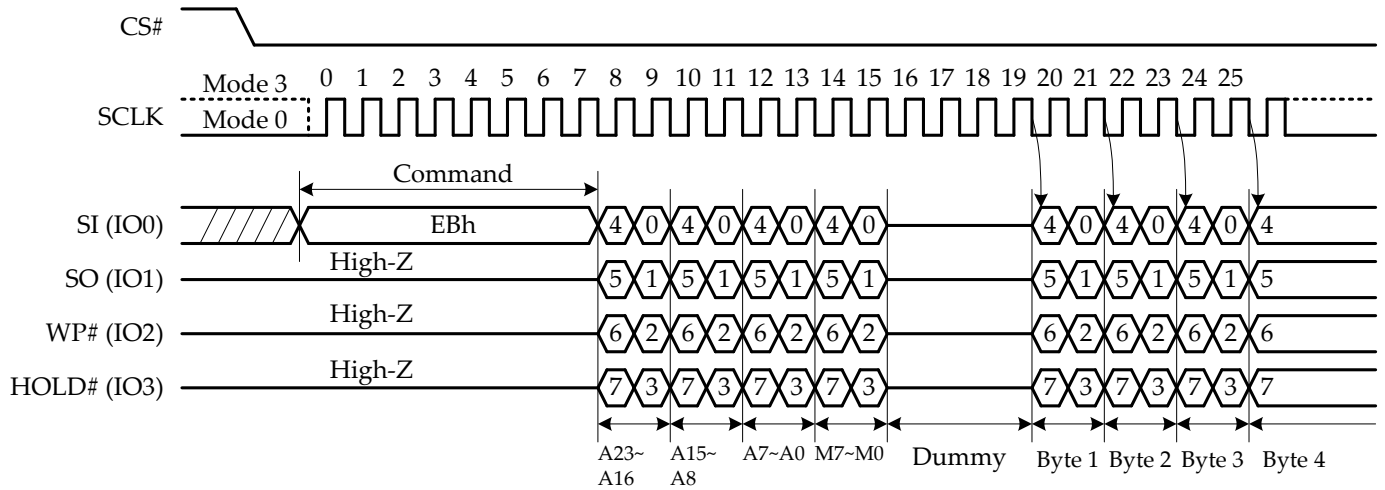 CS#
0 1 2 3 4 5 6 7 8 9 10 11 12 13 14 15 16 17 18 19 20 21 22 23 24 25
Mode 3
SCLK
Mode 0
Command
SI (IO0) EBh 4 0 4 0 4 0 4 0 4 0 4 0 4 0 4
SO (IO1) High-Z 5 1 5 1 5 1 5 1 5 1 5 1 5 1 5
WP# (IO2) High-Z 6 2 6 2 6 2 6 2 6 2 6 2 6 2 6
HOLD# (IO3) High-Z 7 3 7 3 7 3 7 3 7 3 7 3 7 3 7
A23~ A15~ A7~A0 M7~M0 Dummy Byte 1 Byte 2 Byte 3 Byte 4
A16 A8